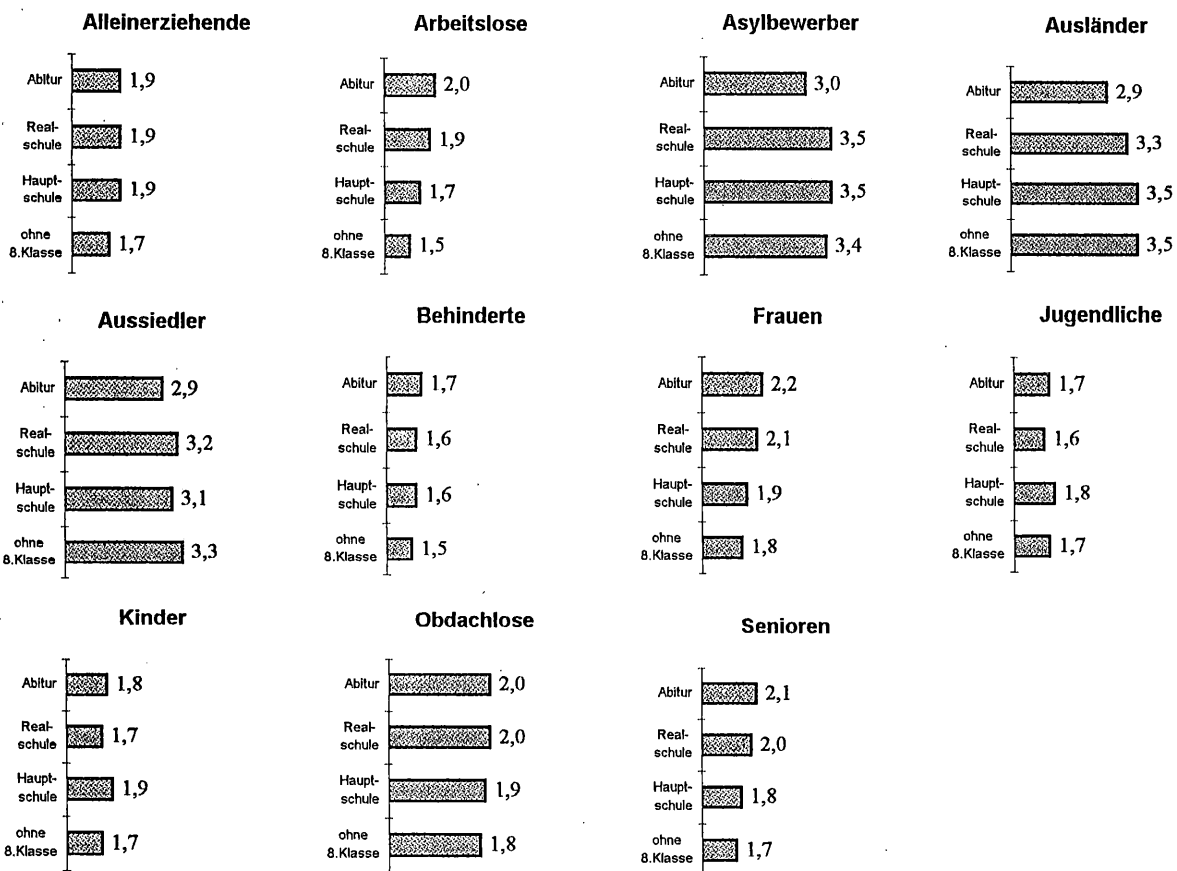 Alleinerziehende
Abitur 1,9
Real-
schule 1,9
Haupt-
schule 1,9
ohne
8.Klasse 1,7
Arbeitslose
Abitur 2,0
Real-
schule 1,9
Haupt-
schule 1,7
ohne
8.Klasse 1,5
Asylbewerber
Abitur 3,0
Real-
schule 3,5
Haupt-
schule 3,5
ohne
8.Klasse 3,4
Ausländer
Abitur 2,9
Real-
schule 3,3
Haupt-
schule 3,5
ohne
8.Klasse 3,5
Aussiedler
Abitur 2,9
Real-
schule 3,2
Haupt-
schule 3,1
ohne
8.Klasse 3,3
Behinderte
Abitur 1,7
Real-
schule 1,6
Haupt-
schule 1,6
ohne
8.Klasse 1,5
Frauen
Abitur 2,2
Real-
schule 2,1
Haupt-
schule 1,9
ohne
8.Klasse 1,8
Jugendliche
Abitur 1,7
Real-
schule 1,6
Haupt-
schule 1,8
ohne
8.Klasse 1,7
Kinder
Abitur 1,8
Real-
schule 1,7
Haupt-
schule 1,9
ohne
8.Klasse 1,7
Obdachlose
Abitur 2,0
Real-
schule 2,0
Haupt-
schule 1,9
ohne
8.Klasse 1,8
Senioren
Abitur 2,1
Real-
schule 2,0
Haupt-
schule 1,8
ohne
8.Klasse 1,7